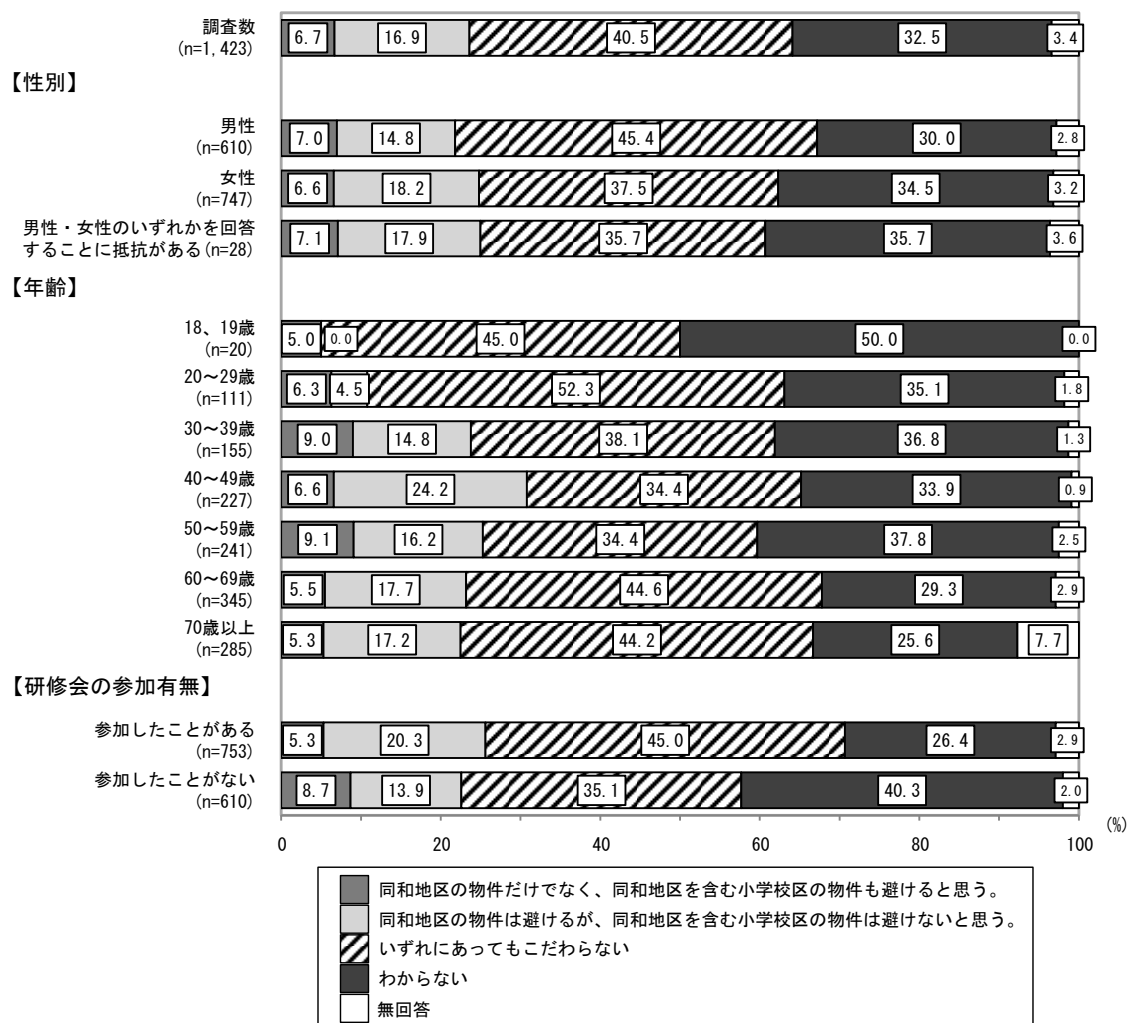 調査数
(n=1,423)
6.7 16.9 40.5 32.5 3.4
【性別】
男性
(n=610)
7.0 14.8 45.4 30.0 2.8
女性
(n=747)
6.6 18.2 37.5 34.5 3.2
男性・女性のいずれかを回答
することに抵抗がある(n=28)
7.1 17.9 35.7 35.7 3.6
【年齢】
18、19歳
(n=20)
5.0 0.0 45.0 50.0 0.0
20～29歳
(n=111)
6.3 4.5 52.3 35.1 1.8
30～39歳
(n=155)
9.0 14.8 38.1 36.8 1.3
40～49歳
(n=227)
6.6 24.2 34.4 33.9 0.9
50～59歳
(n=241)
9.1 16.2 34.4 37.8 2.5
60～69歳
(n=345)
5.5 17.7 44.6 29.3 2.9
70歳以上
(n=285)
5.3 17.2 44.2 25.6 7.7
【研修会の参加有無】
参加したことがある
(n=753)
5.3 20.3 45.0 26.4 2.9
参加したことがない
(n=610)
8.7 13.9 35.1 40.3 2.0
0 20 40 60 80 100
(%)
同和地区の物件だけでなく、同和地区を含む小学校区の物件も避けると思う。
同和地区の物件は避けるが、同和地区を含む小学校区の物件は避けないと思う。
いずれにあってもこだわらない
わからない
無回答